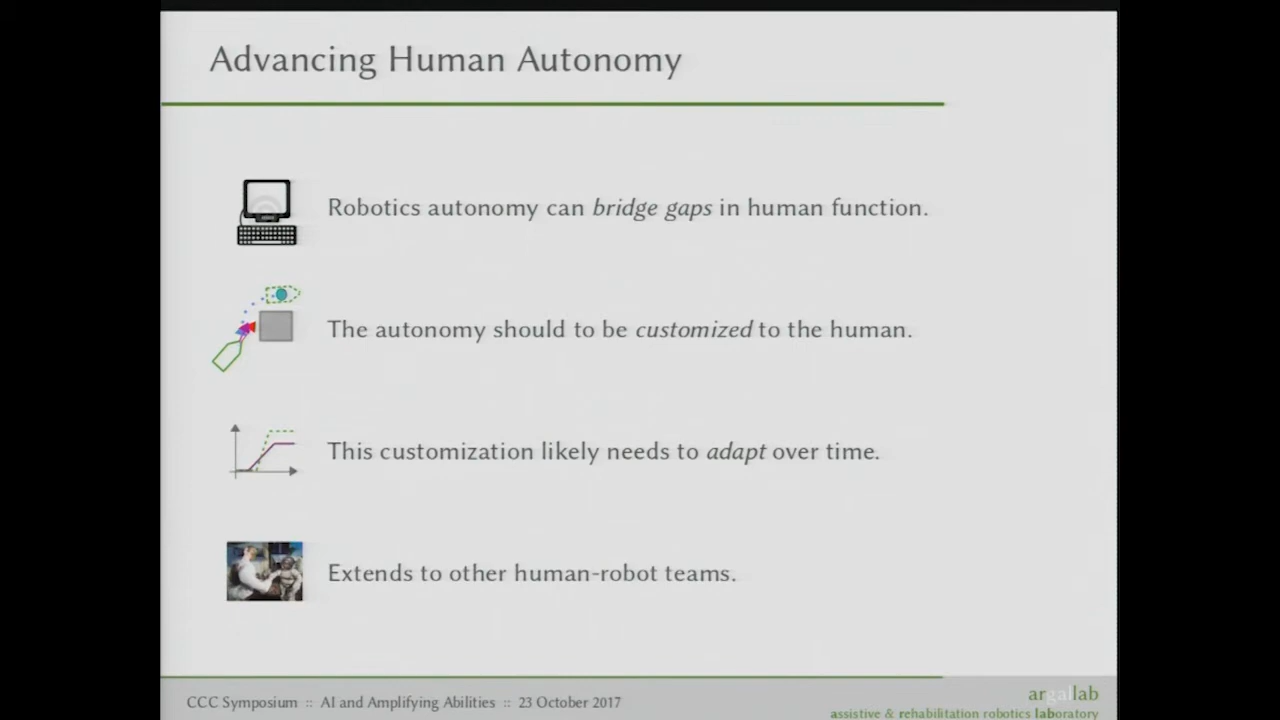 Advancing Human Autonomy
Robotics autonomy can bridge gaps in human function.
The autonomy should to be customized to the human.
This customization likely needs to adapt over time.
Extends to other human-robot teams.
CCC Symposium :: AI and Amplifying Abilities :: 23 October 2017
argallab
assistive & rehabilitation robotics laboratory